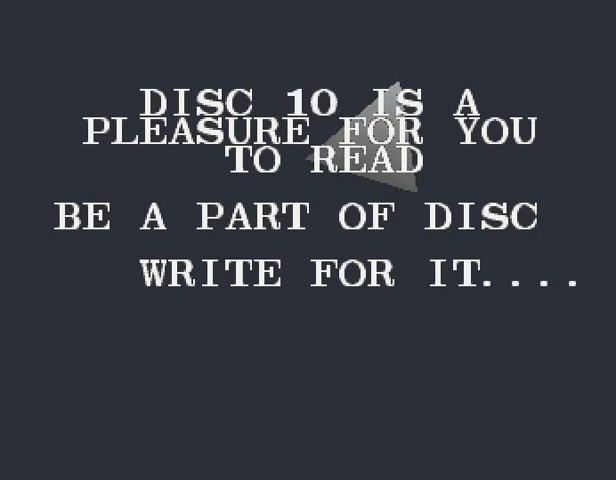 DISC 10 IS A
PLEASURE FOR YOU
TO READ
BE A PART OF DISC
WRITE FOR IT....